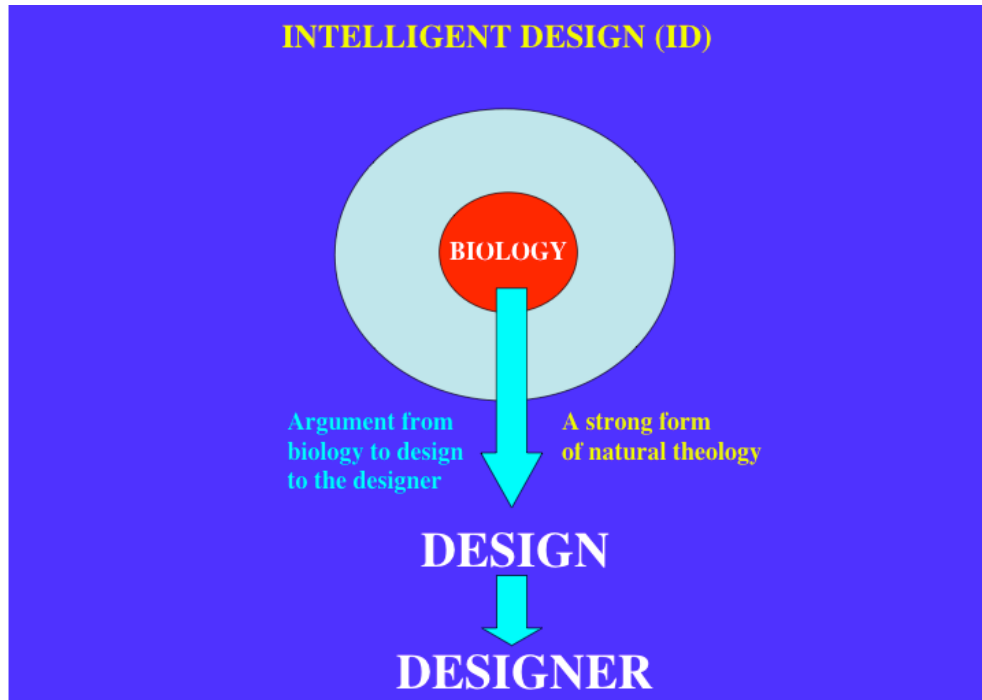 INTELLIGENT DESIGN (ID)
BIOLOGY
Argument from
biology to design
to the designer
A strong form
of natural theology
DESIGN
DESIGNER